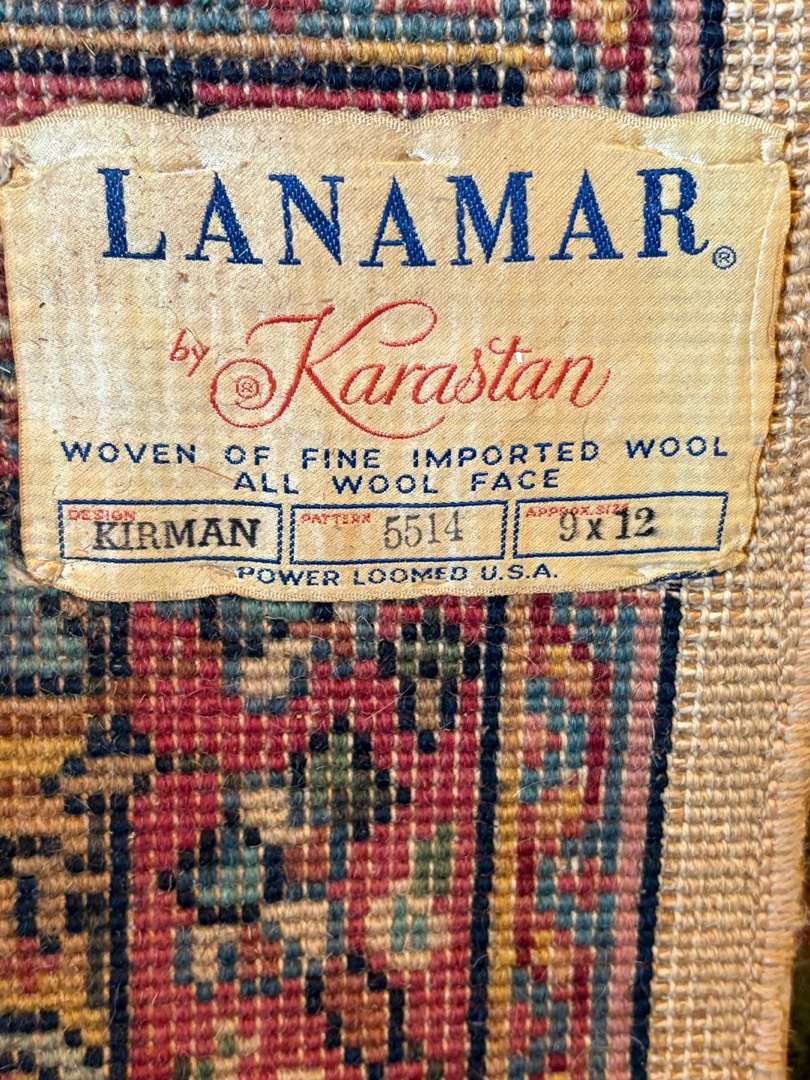 LANAMAR®
by Karastan®
WOVEN OF FINE IMPORTED WOOL
ALL WOOL FACE
DESIGN KIRMAN PATTERN 5514 APPROX. SIZE 9 x 12
POWER LOOMED U.S.A.